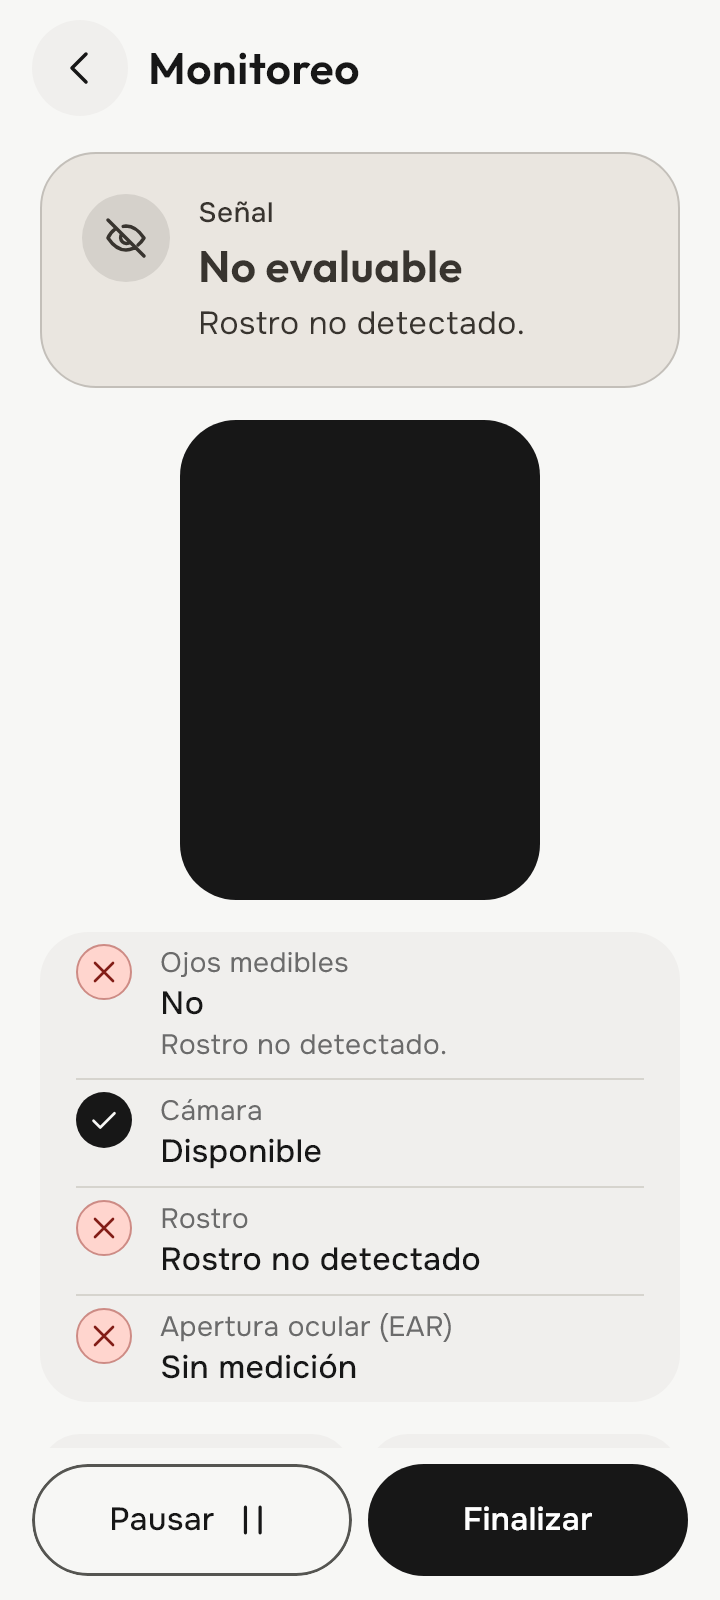 Monitoreo
Señal
No evaluable
Rostro no detectado.
Ojos medibles
No
Rostro no detectado.
Cámara
Disponible
Rostro
Rostro no detectado
Apertura ocular (EAR)
Sin medición
Pausar
Finalizar